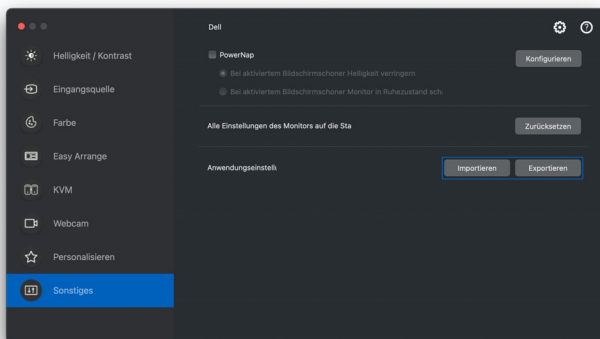 Dell
Helligkeit / Kontrast
Eingangsquelle
Farbe
Easy Arrange
KVM
Webcam
Personalisieren
Sonstiges
PowerNap
Konfigurieren
Bei aktiviertem Bildschirmschoner Helligkeit verringern
Bei aktiviertem Bildschirmschoner Monitor in Ruhezustand sch
Alle Einstellungen des Monitors auf die Sta
Zurücksetzen
Anwendungseinstell
Importieren
Exportieren